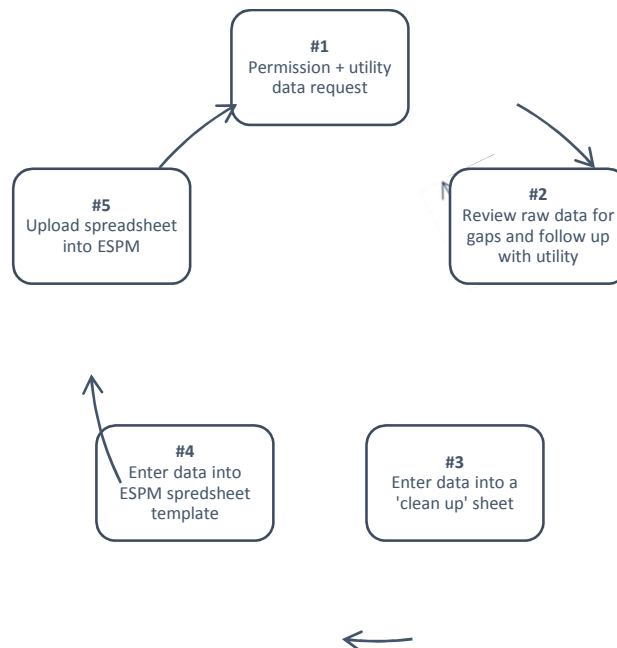 #1
Permission + utility
data request
#5
Upload spreadsheet
into ESPM
#2
Review raw data for
gaps and follow up
with utility
#4
Enter data into
ESPM spredsheet
template
#3
Enter data into a
'clean up' sheet